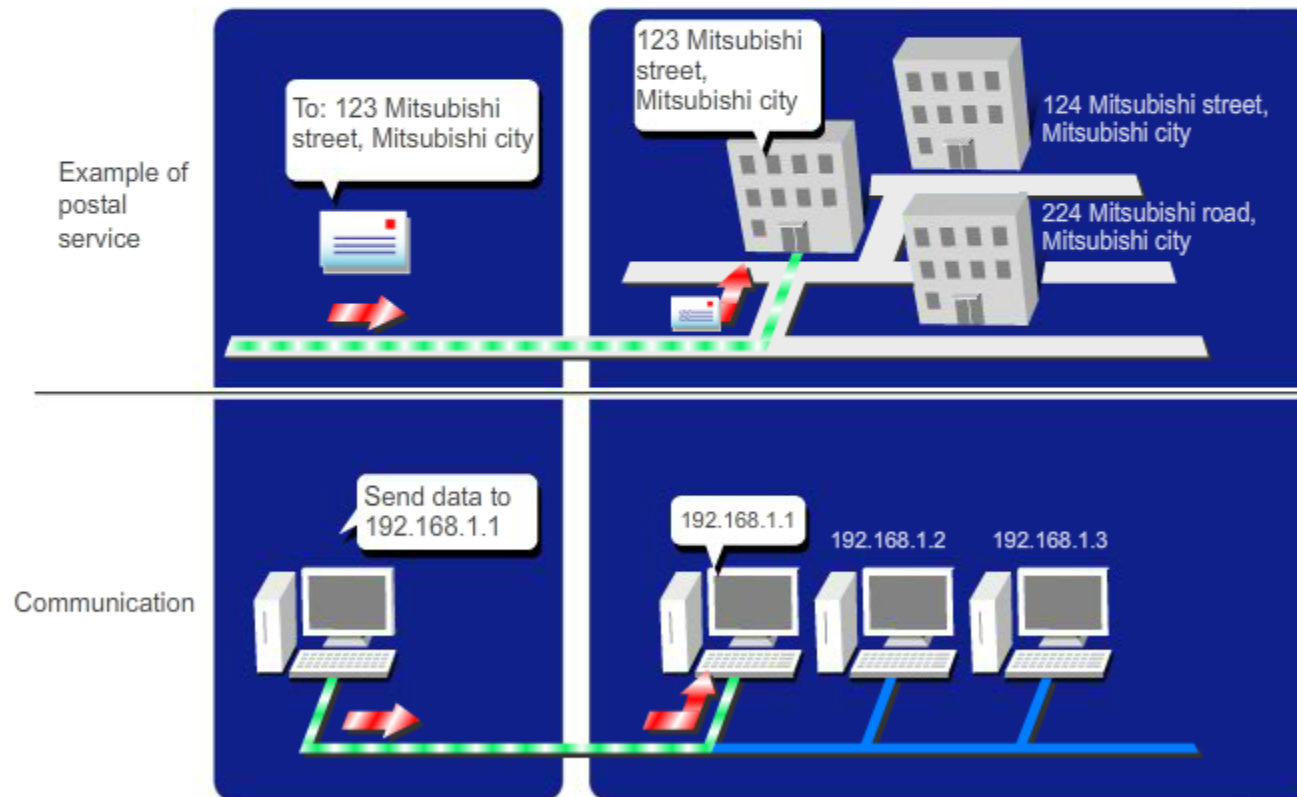 To: 123 Mitsubishi
street, Mitsubishi city
123 Mitsubishi
street,
Mitsubishi city
124 Mitsubishi street,
Mitsubishi city
Example of
postal
service
224 Mitsubishi road,
Mitsubishi city
Send data to
192.168.1.1
192.168.1.1
192.168.1.2
192.168.1.3
Communication